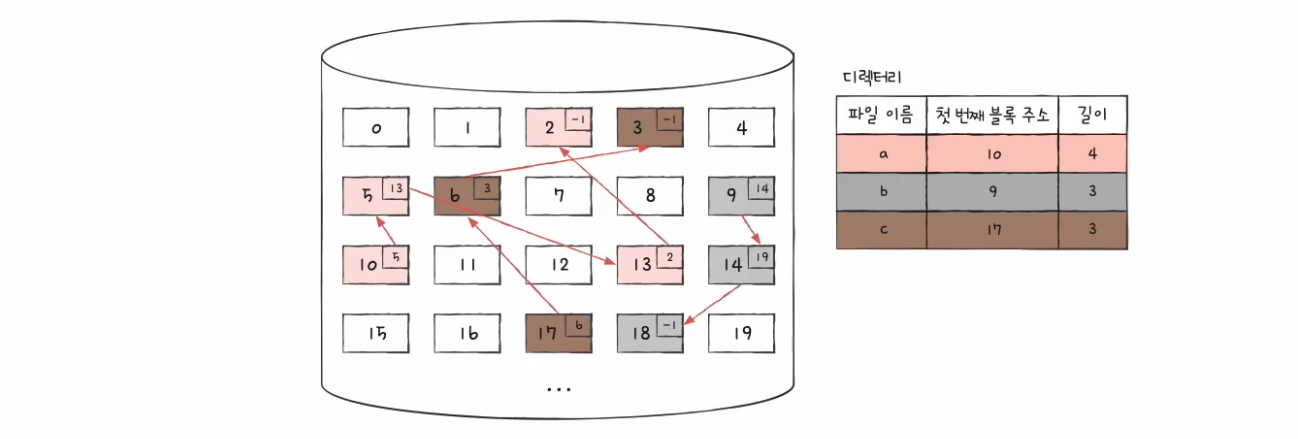 디렉터리
파일 이름 첫 번째 블록 주소 길이
a 10 4
b 9 3
c 17 3
0 1 2 -1 3 -1 4
5 13 6 3 7 8 9 14
10 5 11 12 13 2 14 19
15 16 17 6 18 -1 19
...